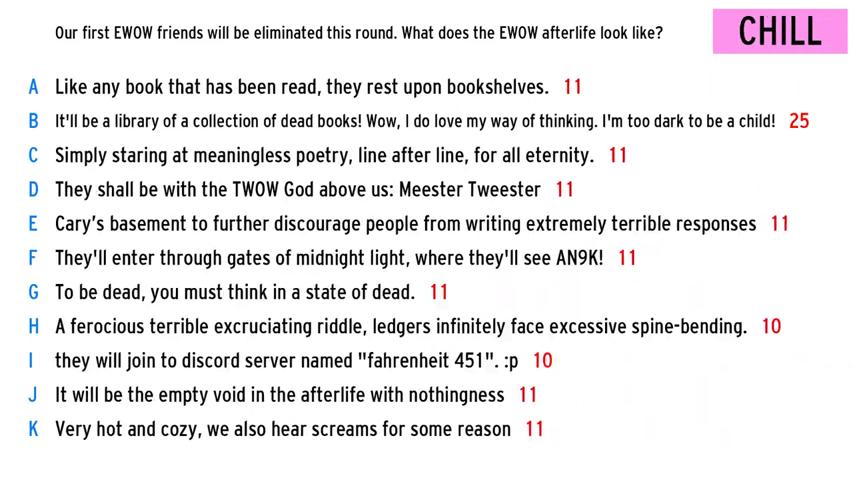 Our first EWOW friends will be eliminated this round. What does the EWOW afterlife look like?
CHILL
A Like any book that has been read, they rest upon bookshelves. 11
B It'll be a library of a collection of dead books! Wow, I do love my way of thinking. I'm too dark to be a child! 25
C Simply staring at meaningless poetry, line after line, for all eternity. 11
D They shall be with the TWOW God above us: Meester Tweester 11
E Cary's basement to further discourage people from writing extremely terrible responses 11
F They'll enter through gates of midnight light, where they'll see AN9K! 11
G To be dead, you must think in a state of dead. 11
H A ferocious terrible excruciating riddle, ledgers infinitely face excessive spine-bending. 10
I they will join to discord server named "fahrenheit 451". :p 10
J It will be the empty void in the afterlife with nothingness 11
K Very hot and cozy, we also hear screams for some reason 11